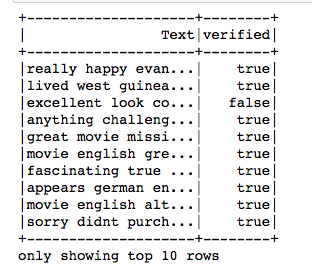 +--------------------+--------+
|                Text|verified|
+--------------------+--------+
|really happy evan...|    true|
|lived west guinea...|    true|
|excellent look co...|   false|
|anything challeng...|    true|
|great movie missi...|    true|
|movie english gre...|    true|
|fascinating true ...|    true|
|appears german en...|    true|
|movie english alt...|    true|
|sorry didnt purch...|    true|
+--------------------+--------+
only showing top 10 rows